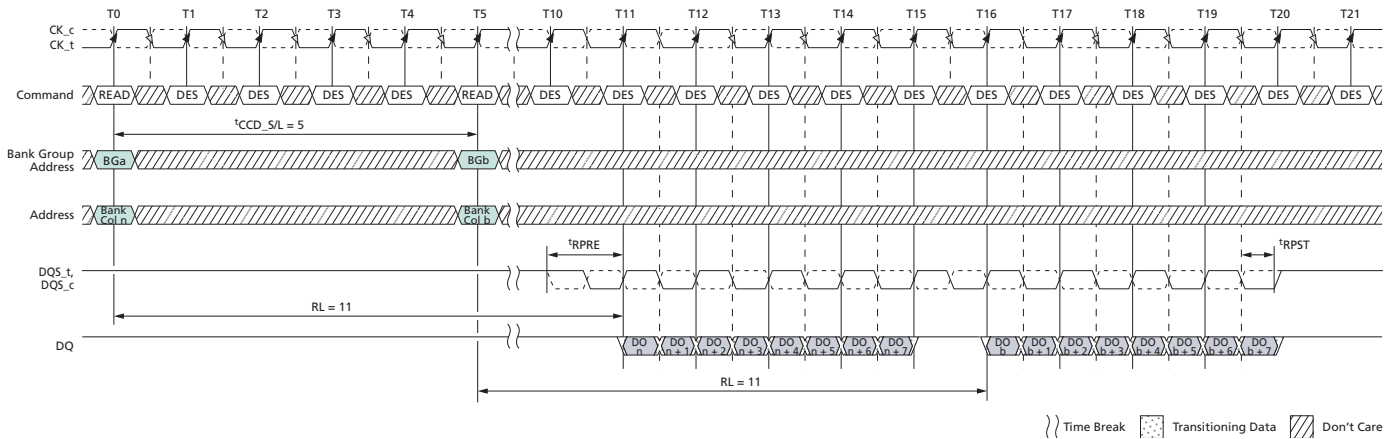 T0 T1 T2 T3 T4 T5 T10 T11 T12 T13 T14 T15 T16 T17 T18 T19 T20 T21
CK_c
CK_t
Command READ DES DES DES DES READ DES DES DES DES DES DES DES DES DES DES DES DES
tCCD_S/L = 5
Bank Group
Address
BGa BGb
Address
Bank
Col n
Bank
Col b
tRPRE tRPST
DQS_t,
DQS_c
RL = 11
DQ
DO
n
DO
n + 1
DO
n + 2
DO
n + 3
DO
n + 4
DO
n + 5
DO
n + 6
DO
n + 7
DO
b
DO
b + 1
DO
b + 2
DO
b + 3
DO
b + 4
DO
b + 5
DO
b + 6
DO
b + 7
RL = 11
Time Break Transitioning Data Don't Care